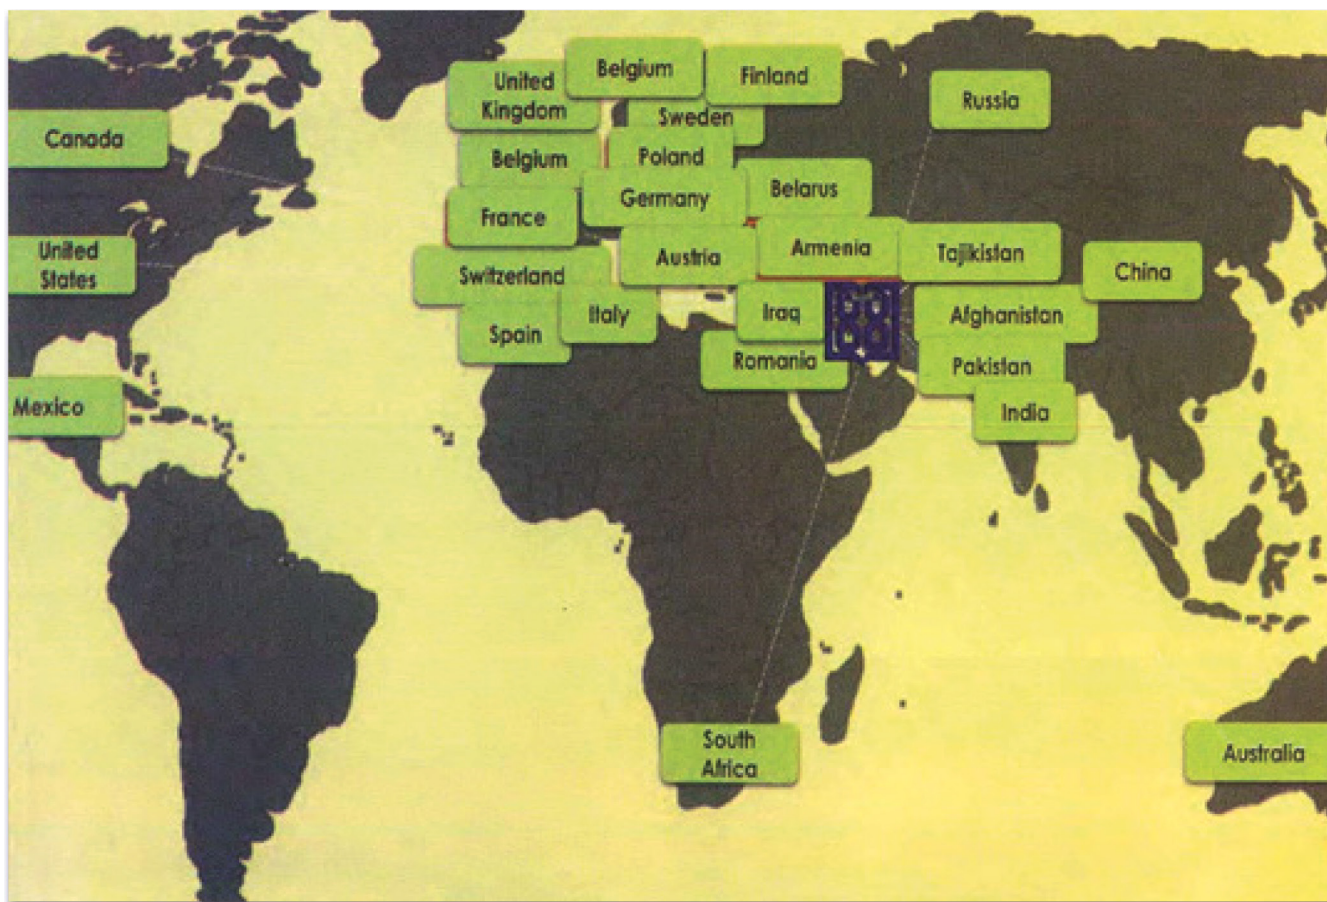 Belgium
Finland
United
Kingdom
Russia
Sweden
Canada
Belgium
Poland
Belarus
Germany
France
United
States
Austria
Armenia
Tajikistan
China
Switzerland
Spain
Italy
Iraq
Afghanistan
Romania
Pakistan
Mexico
India
South
Africa
Australia